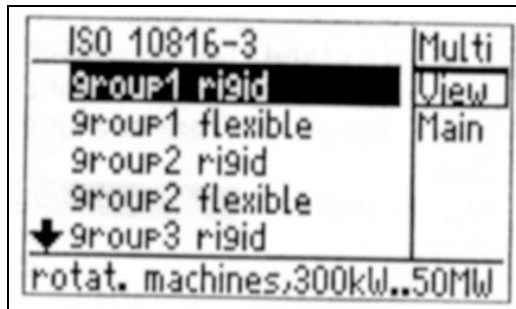 ISO 10816-3
group1 rigid
group1 flexible
group2 rigid
group2 flexible
group3 rigid
Multi
View
Main
rotat. machines,300kW..50MW